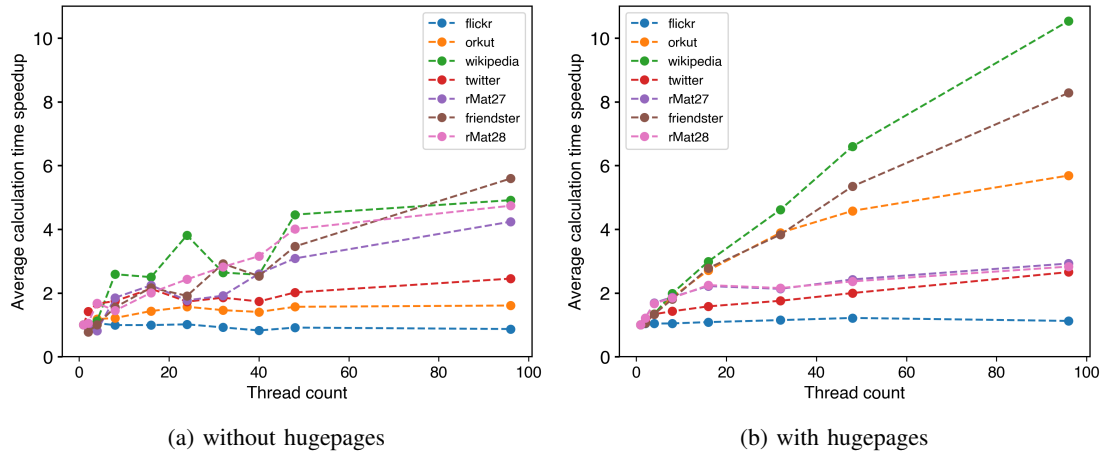 Average calculation time speedup
10
8
6
4
2
0
flickr
orkut
wikipedia
twitter
rMat27
friendster
rMat28
0 20 40 60 80 100
Thread count
(a) without hugepages
Average calculation time speedup
10
8
6
4
2
0
flickr
orkut
wikipedia
twitter
rMat27
friendster
rMat28
0 20 40 60 80 100
Thread count
(b) with hugepages